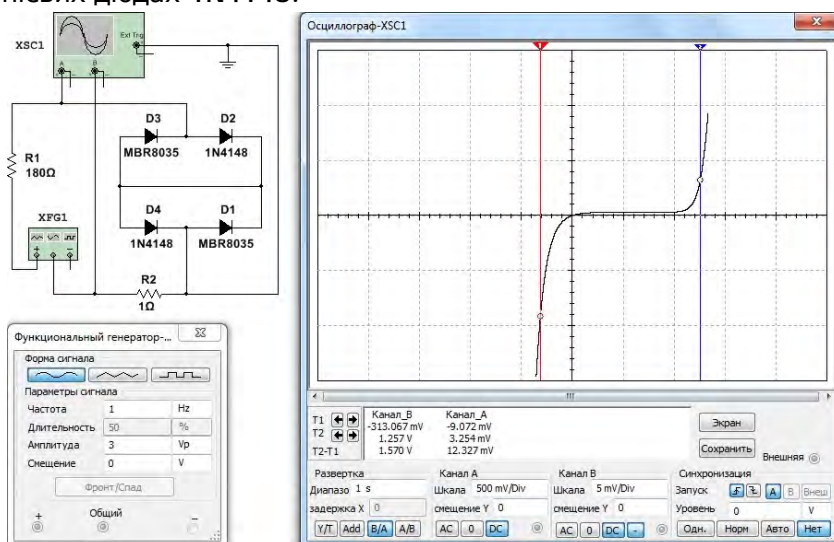 нієвих діодах 1N4148.
XSC1
Ext Trig
A
B
R1
180Ω
D3
D2
MBR8035
1N4148
XFG1
D4
D1
1N4148
MBR8035
R2
1Ω
Функциональный генератор-...
Форма сигнала
Параметры сигнала
Частота 1 Hz
Длительность 50 %
Амплитуда 3 Vp
Смещение 0 V
Фронт/Спад
+ Общий -
Осциллограф-XSC1
1
2
T1
T2
T2-T1
Канал_B Канал_A
-313.067 mV -9.072 mV
1.257 V 3.254 mV
1.570 V 12.327 mV
Экран
Сохранить
Внешняя
Развертка
Диапазо 1 s
задержка X 0
Y/T Add B/A A/B
Канал A
Шкала 500 mV/Div
смещение Y 0
AC 0 DC
Канал B
Шкала 5 mV/Div
смещение Y 0
AC 0 DC -
Синхронизация
Запуск A B Внеш
Уровень 0 V
Одн. Норм Авто Нет